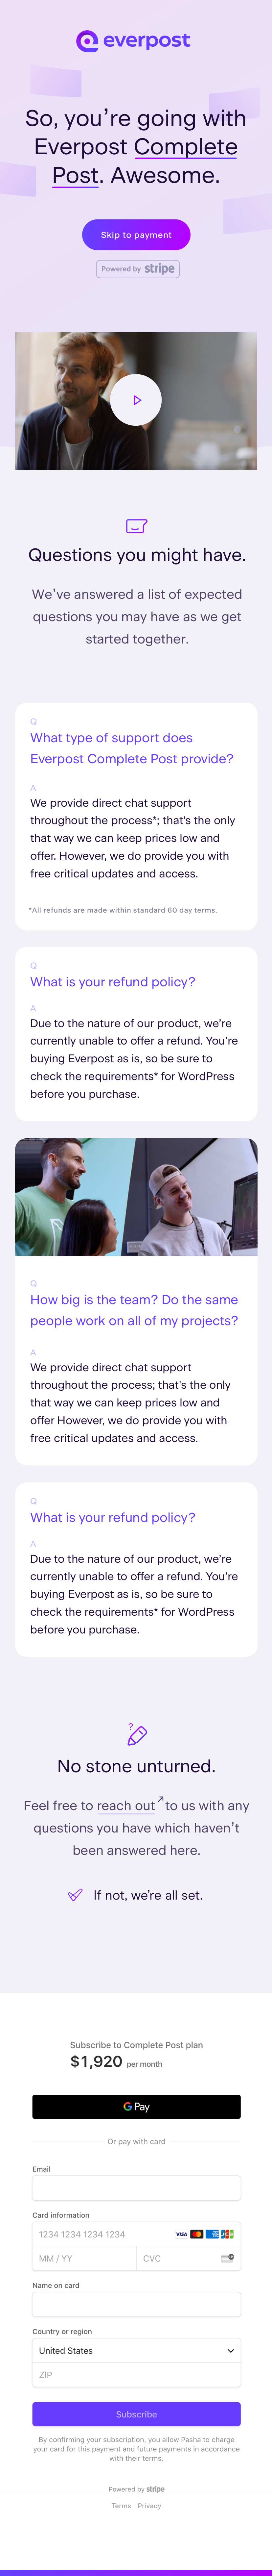 everpost
So, you’re going with
Everpost Complete
Post. Awesome.
Skip to payment
Powered by stripe
Questions you might have.
We’ve answered a list of expected
questions you may have as we get
started together.
Q
What type of support does
Everpost Complete Post provide?
A
We provide direct chat support
throughout the process*; that's the only
that way we can keep prices low and
offer. However, we do provide you with
free critical updates and access.
*All refunds are made within standard 60 day terms.
Q
What is your refund policy?
A
Due to the nature of our product, we're
currently unable to offer a refund. You're
buying Everpost as is, so be sure to
check the requirements* for WordPress
before you purchase.
Q
How big is the team? Do the same
people work on all of my projects?
A
We provide direct chat support
throughout the process; that's the only
that way we can keep prices low and
offer However, we do provide you with
free critical updates and access.
Q
What is your refund policy?
A
Due to the nature of our product, we're
currently unable to offer a refund. You're
buying Everpost as is, so be sure to
check the requirements* for WordPress
before you purchase.
?
No stone unturned.
Feel free to reach out to us with any
questions you have which haven’t
been answered here.
If not, we’re all set.
Subscribe to Complete Post plan
$1,920 per month
G Pay
Or pay with card
Email
Card information
1234 1234 1234 1234 VISA
MM / YY CVC
Name on card
Country or region
United States
ZIP
Subscribe
By confirming your subscription, you allow Pasha to charge
your card for this payment and future payments in accordance
with their terms.
Powered by stripe
Terms Privacy